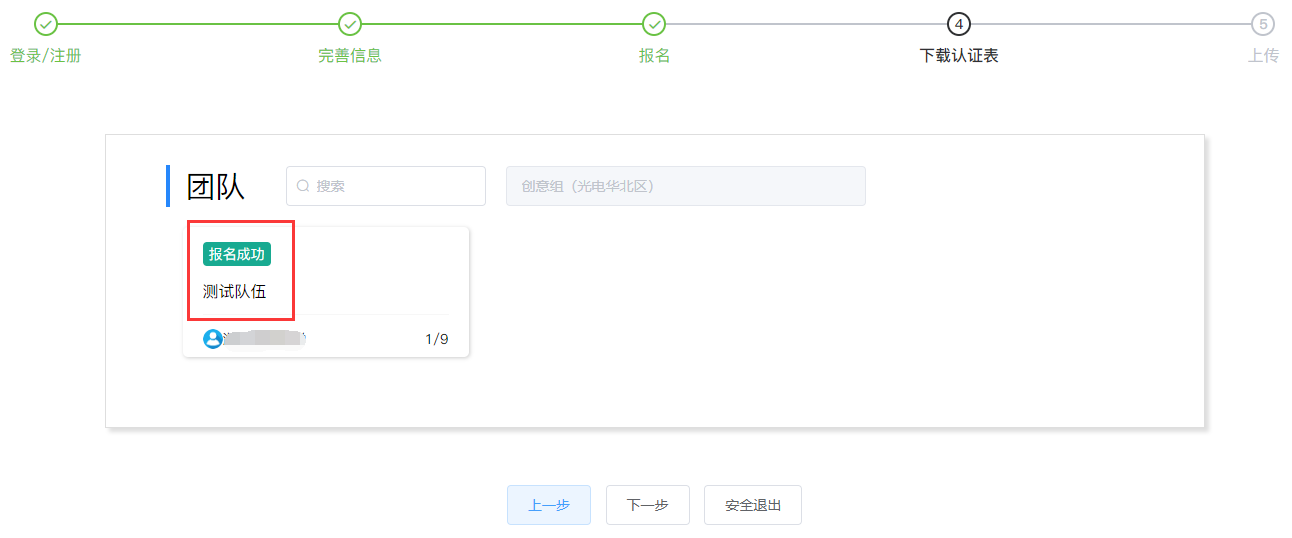 4
5
登录/注册
完善信息
报名
下载认证表
上传
团队
搜索
创意组（光电华北区）
报名成功
测试队伍
1/9
上一步
下一步
安全退出